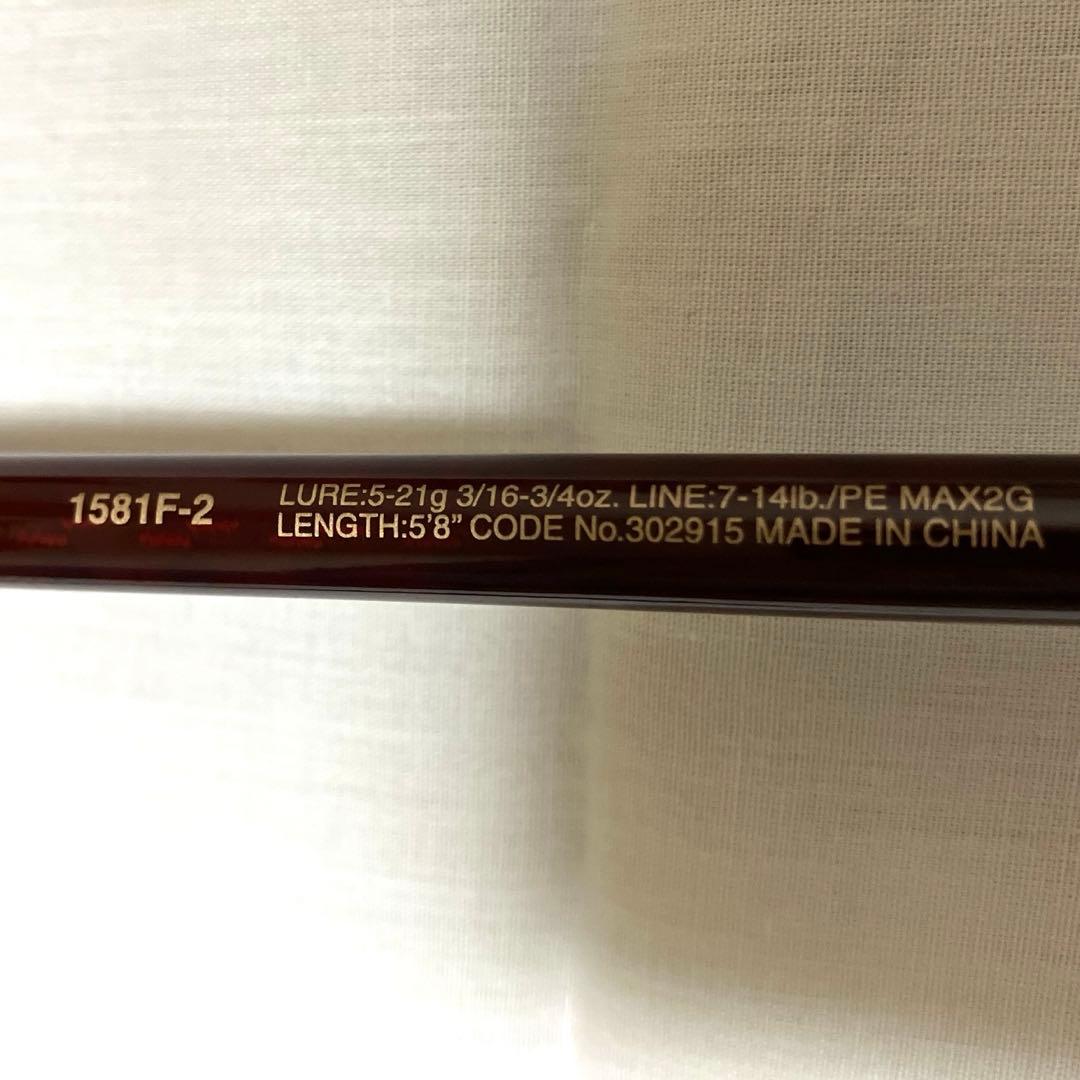 1581F-2
LURE:5-21g 3/16-3/4oz. LINE:7-14lb./PE MAX2G
LENGTH:5'8" CODE No.302915 MADE IN CHINA